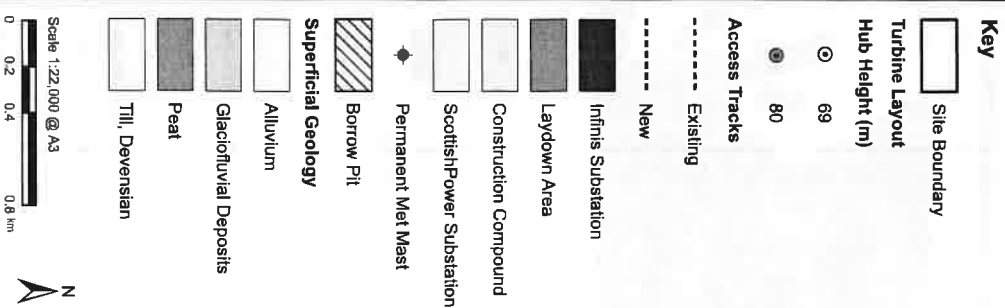 Key
Site Boundary
Turbine Layout
Hub Height (m)
69
80
Access Tracks
Existing
New
Infinis Substation
Laydown Area
Construction Compound
ScottishPower Substation
Permanent Met Mast
Borrow Pit
Superficial Geology
Alluvium
Glaciofluvial Deposits
Peat
Till, Devensian
Scale 1:22,000 @ A3
0 0.2 0.4 0.8 km
N